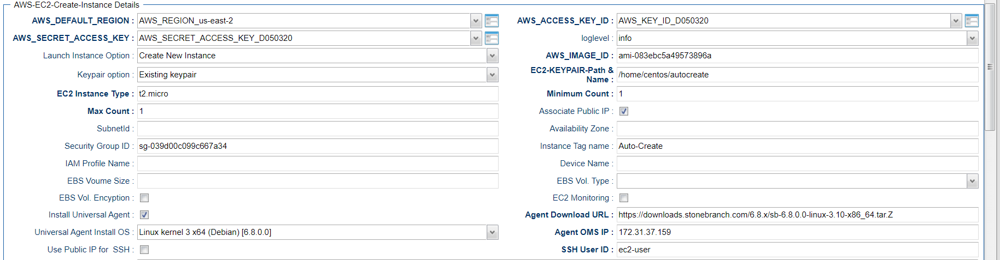 AWS-EC2-Create-Instance Details
AWS_DEFAULT_REGION : AWS_REGION_us-east-2 AWS_ACCESS_KEY_ID : AWS_KEY_ID_D050320
AWS_SECRET_ACCESS_KEY : AWS_SECRET_ACCESS_KEY_D050320 loglevel : info
Launch Instance Option : Create New Instance AWS_IMAGE_ID : ami-083ebc5a49573896a
Keypair option : Existing keypair EC2-KEYPAIR-Path & Name : /home/centos/autocreate
EC2 Instance Type : t2.micro Minimum Count : 1
Max Count : 1 Associate Public IP :
SubnetId : Availability Zone :
Security Group ID : sg-039d00c099c667a34 Instance Tag name : Auto-Create
IAM Profile Name : Device Name :
EBS Voume Size : EBS Vol. Type :
EBS Vol. Encyption : EC2 Monitoring :
Install Universal Agent : Agent Download URL : https://downloads.stonebranch.com/6.8.x/sb-6.8.0.0-linux-3.10-x86_64.tar.Z
Universal Agent Install OS : Linux kernel 3 x64 (Debian) [6.8.0.0] Agent OMS IP : 172.31.37.159
Use Public IP for SSH : SSH User ID : ec2-user